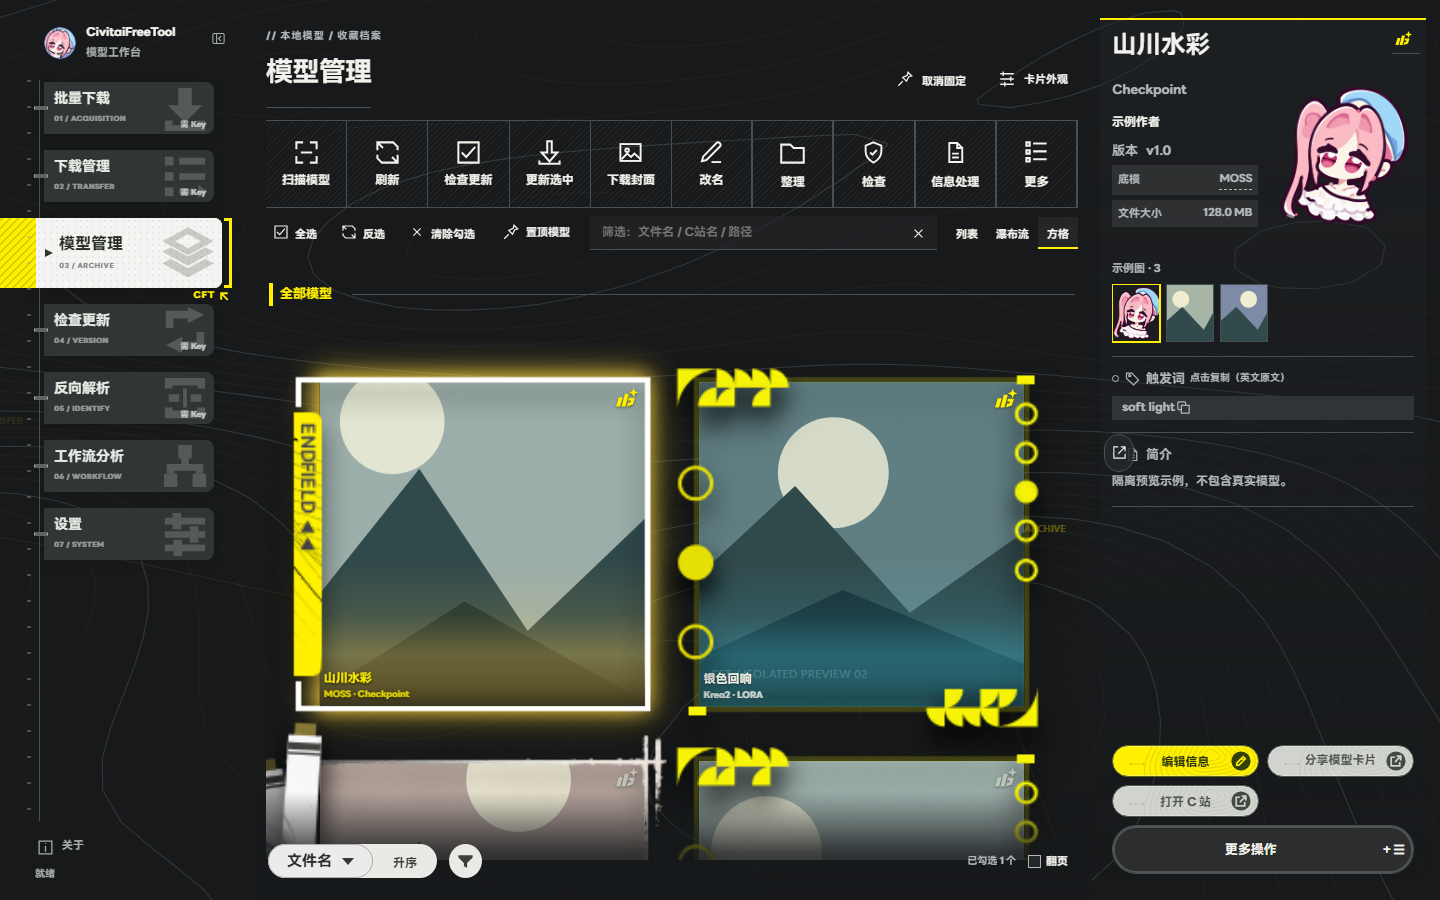 CivitaiFreeTool
模型工作台
批量下载
01 / ACQUISITION
需 Key
下载管理
02 / TRANSFER
需 Key
模型管理
03 / ARCHIVE
CFT
检查更新
04 / VERSION
需 Key
反向解析
05 / IDENTIFY
需 Key
工作流分析
06 / WORKFLOW
设置
07 / SYSTEM
关于
就绪
// 本地模型 / 收藏档案
模型管理
取消固定
卡片外观
扫描模型
刷新
检查更新
更新选中
下载封面
改名
整理
检查
信息处理
更多
全选
反选
清除勾选
置顶模型
筛选：文件名 / C站名 / 路径
列表
瀑布流
方格
全部模型
ENDFIELD
山川水彩
MOSS · Checkpoint
ISOLATED PREVIEW 02
银色回响
Krea2 · LORA
文件名
升序
已勾选 1 个
翻页
山川水彩
Checkpoint
示例作者
版本 v1.0
底模
MOSS
文件大小
128.0 MB
示例图 · 3
触发词 点击复制（英文原文）
soft light
简介
隔离预览示例，不包含真实模型。
编辑信息
分享模型卡片
打开 C 站
更多操作